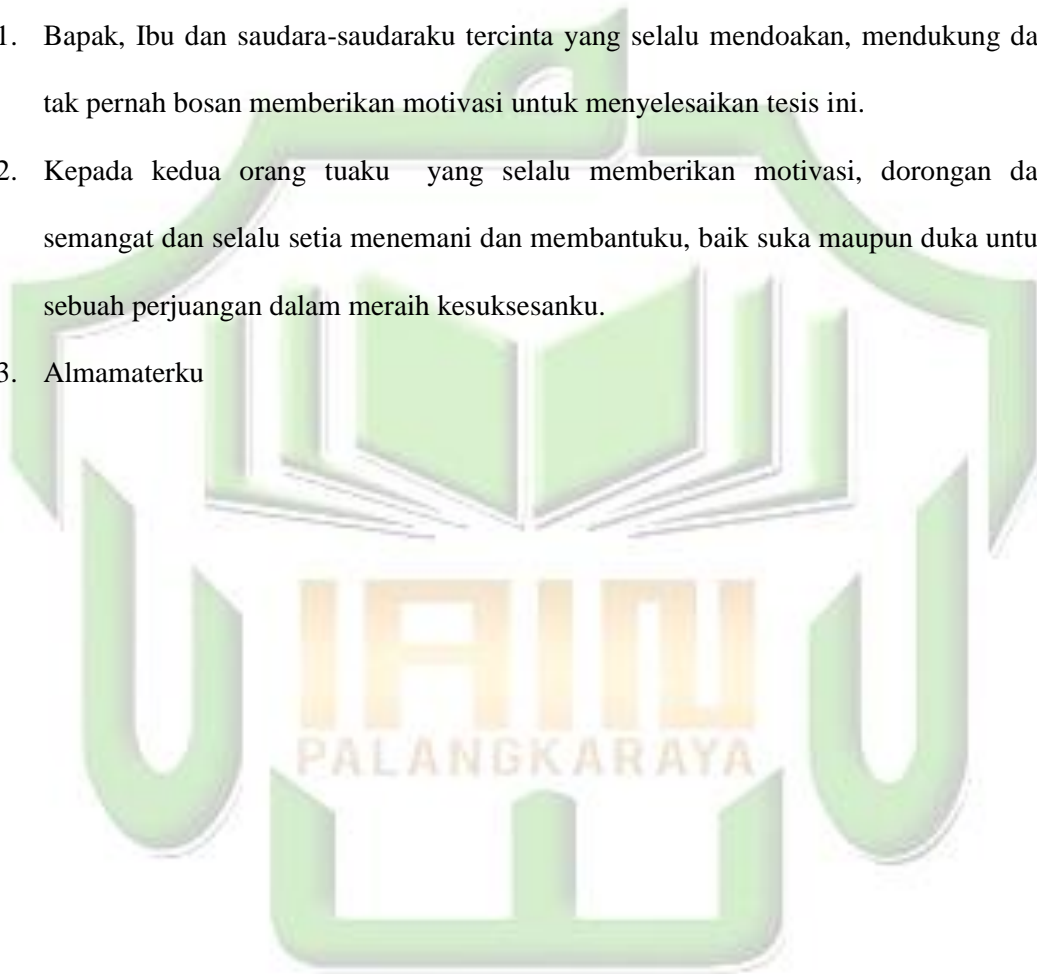 1. Bapak, Ibu dan saudara-saudaraku tercinta yang selalu mendoakan, mendukung da
tak pernah bosan memberikan motivasi untuk menyelesaikan tesis ini.
2. Kepada kedua orang tuaku yang selalu memberikan motivasi, dorongan da
semangat dan selalu setia menemani dan membantuku, baik suka maupun duka untu
sebuah perjuangan dalam meraih kesuksesanku.
3. Almamaterku
IAIN
PALANGKARAYA